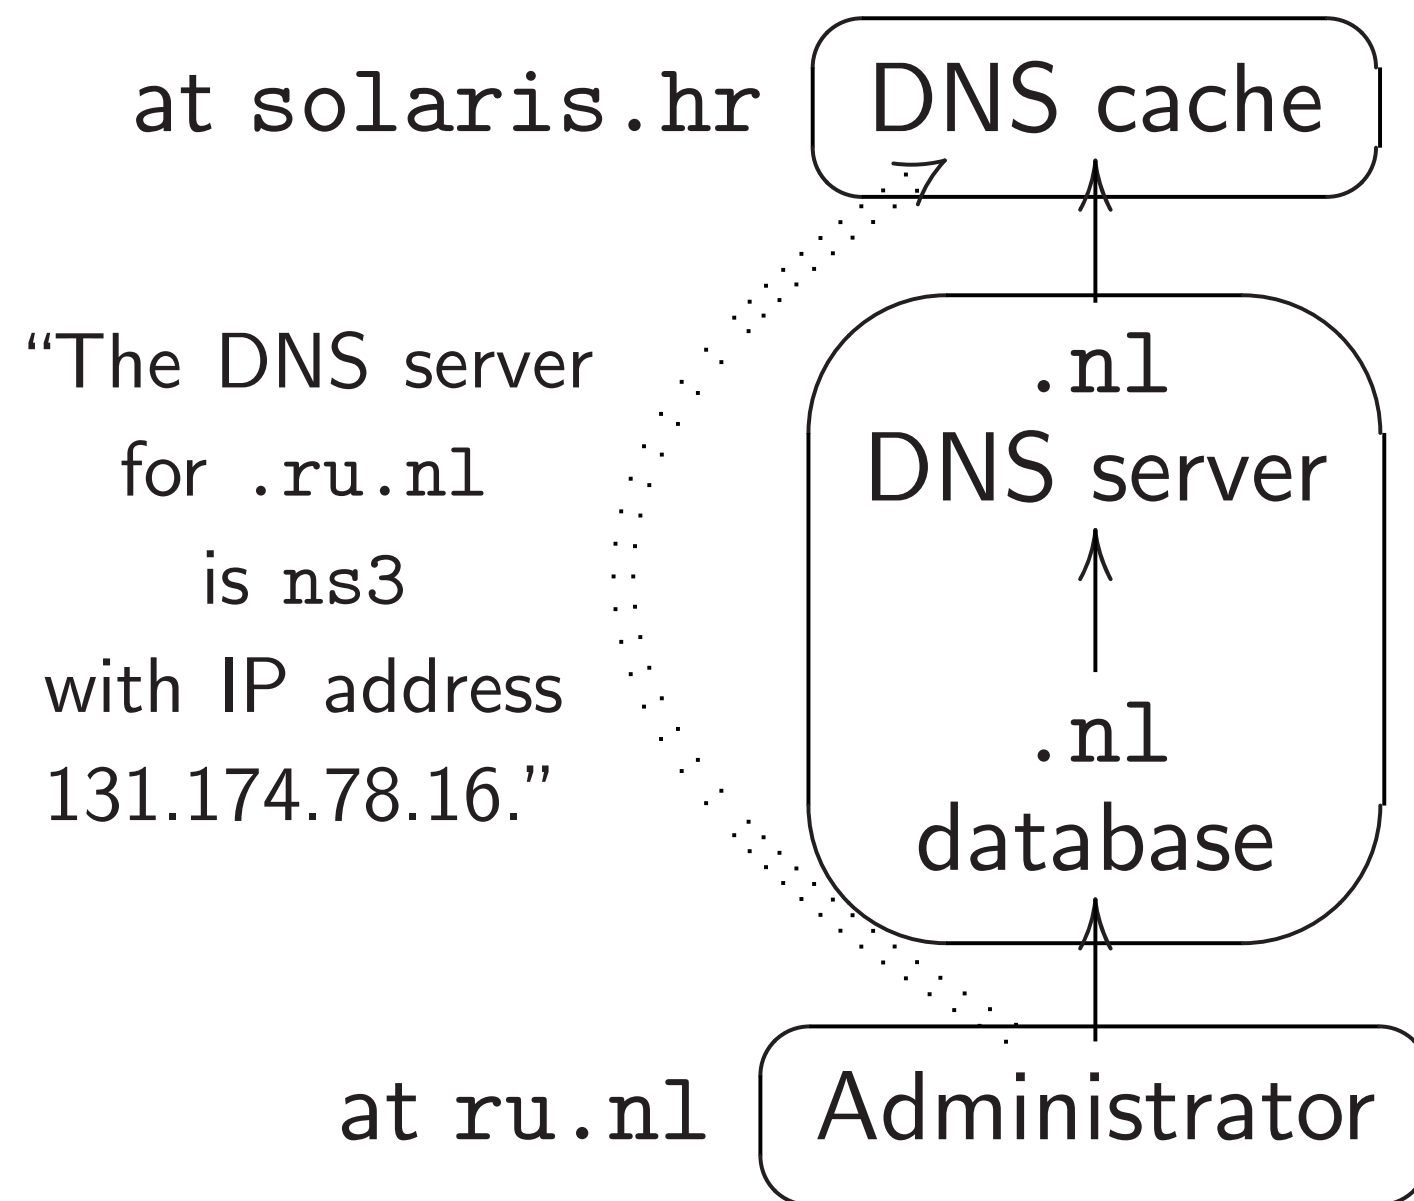 at solaris.hr DNS cache
“The DNS server
for .ru.nl
is ns3
with IP address
131.174.78.16.”
.nl
DNS server
.nl
database
at ru.nl Administrator